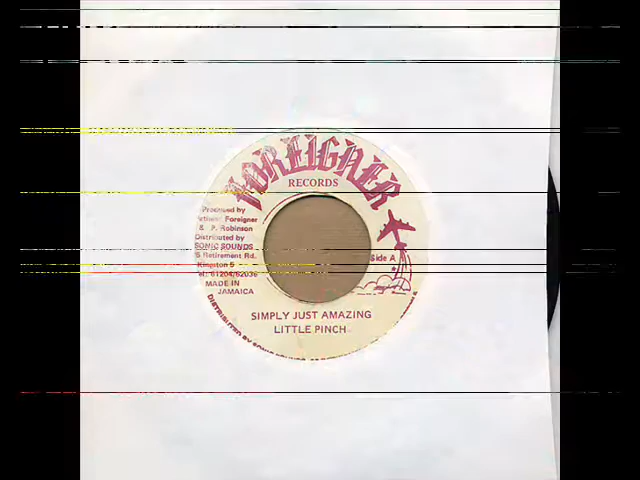 FOREIGNER
RECORDS
Produced by
Foreigner
& P. Robinson
Distributed by
SONIC SOUNDS
Retirement Rd.
Kingston 5
MADE IN
JAMAICA
Side A
SIMPLY JUST AMAZING
LITTLE PINCH
DISTRIBUTED BY SONIC